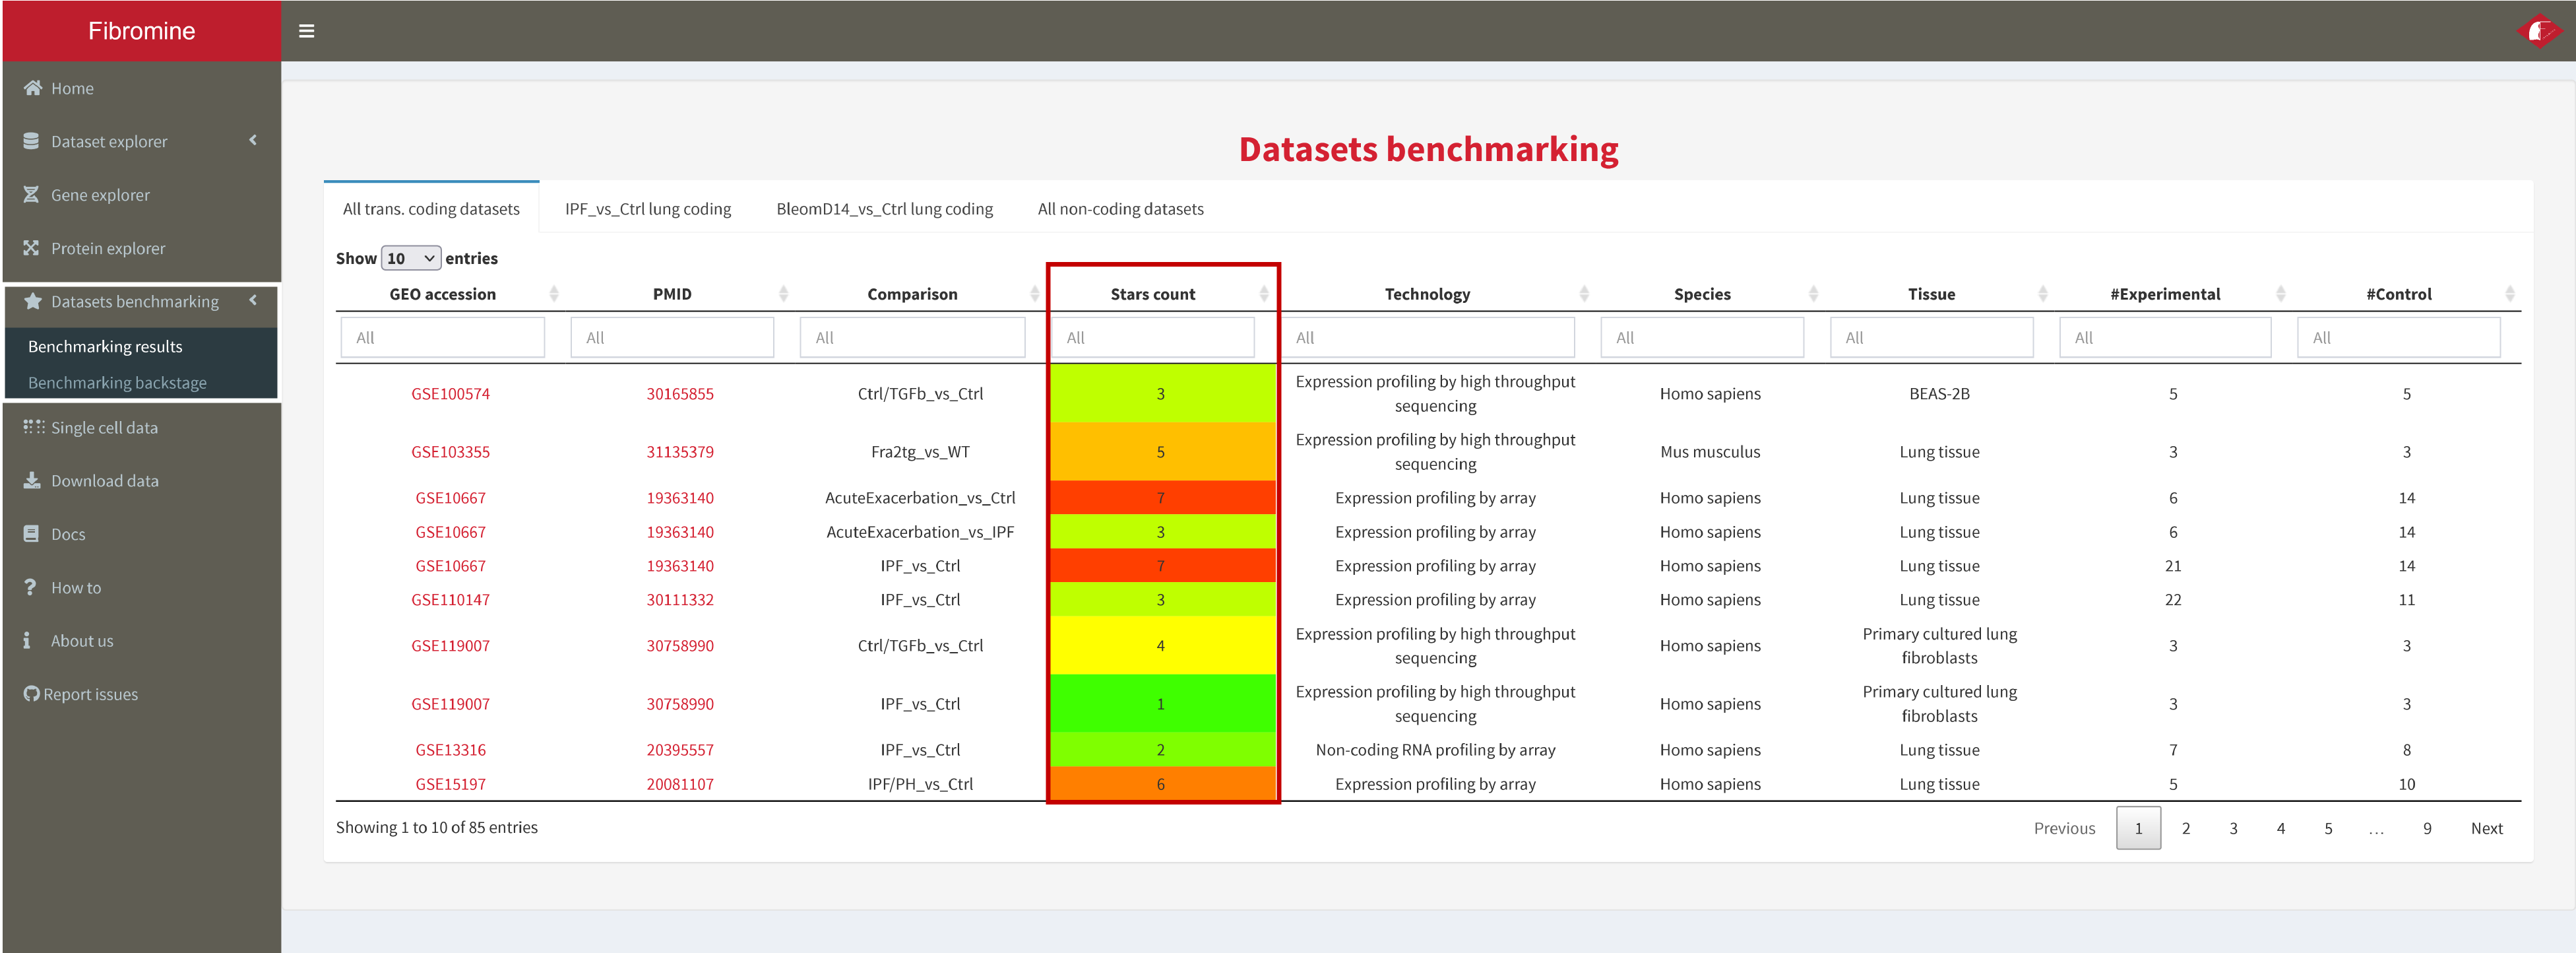 Fibromine
Home
Dataset explorer
Gene explorer
Protein explorer
Datasets benchmarking
Benchmarking results
Benchmarking backstage
Single cell data
Download data
Docs
How to
About us
Report issues
Datasets benchmarking
All trans. coding datasets IPF_vs_Ctrl lung coding BleomD14_vs_Ctrl lung coding All non-coding datasets
Show 10 entries
GEO accession PMID Comparison Stars count Technology Species Tissue #Experimental #Control
All All All All All All All All All
GSE100574 30165855 Ctrl/TGFb_vs_Ctrl 3 Expression profiling by high throughput sequencing Homo sapiens BEAS-2B 5 5
GSE103355 31135379 Fra2tg_vs_WT 5 Expression profiling by high throughput sequencing Mus musculus Lung tissue 3 3
GSE10667 19363140 AcuteExacerbation_vs_Ctrl 7 Expression profiling by array Homo sapiens Lung tissue 6 14
GSE10667 19363140 AcuteExacerbation_vs_IPF 3 Expression profiling by array Homo sapiens Lung tissue 6 14
GSE10667 19363140 IPF_vs_Ctrl 7 Expression profiling by array Homo sapiens Lung tissue 21 14
GSE110147 30111332 IPF_vs_Ctrl 3 Expression profiling by array Homo sapiens Lung tissue 22 11
GSE119007 30758990 Ctrl/TGFb_vs_Ctrl 4 Expression profiling by high throughput sequencing Homo sapiens Primary cultured lung fibroblasts 3 3
GSE119007 30758990 IPF_vs_Ctrl 1 Expression profiling by high throughput sequencing Homo sapiens Primary cultured lung fibroblasts 3 3
GSE13316 20395557 IPF_vs_Ctrl 2 Non-coding RNA profiling by array Homo sapiens Lung tissue 7 8
GSE15197 20081107 IPF/PH_vs_Ctrl 6 Expression profiling by array Homo sapiens Lung tissue 5 10
Showing 1 to 10 of 85 entries
Previous 1 2 3 4 5 … 9 Next